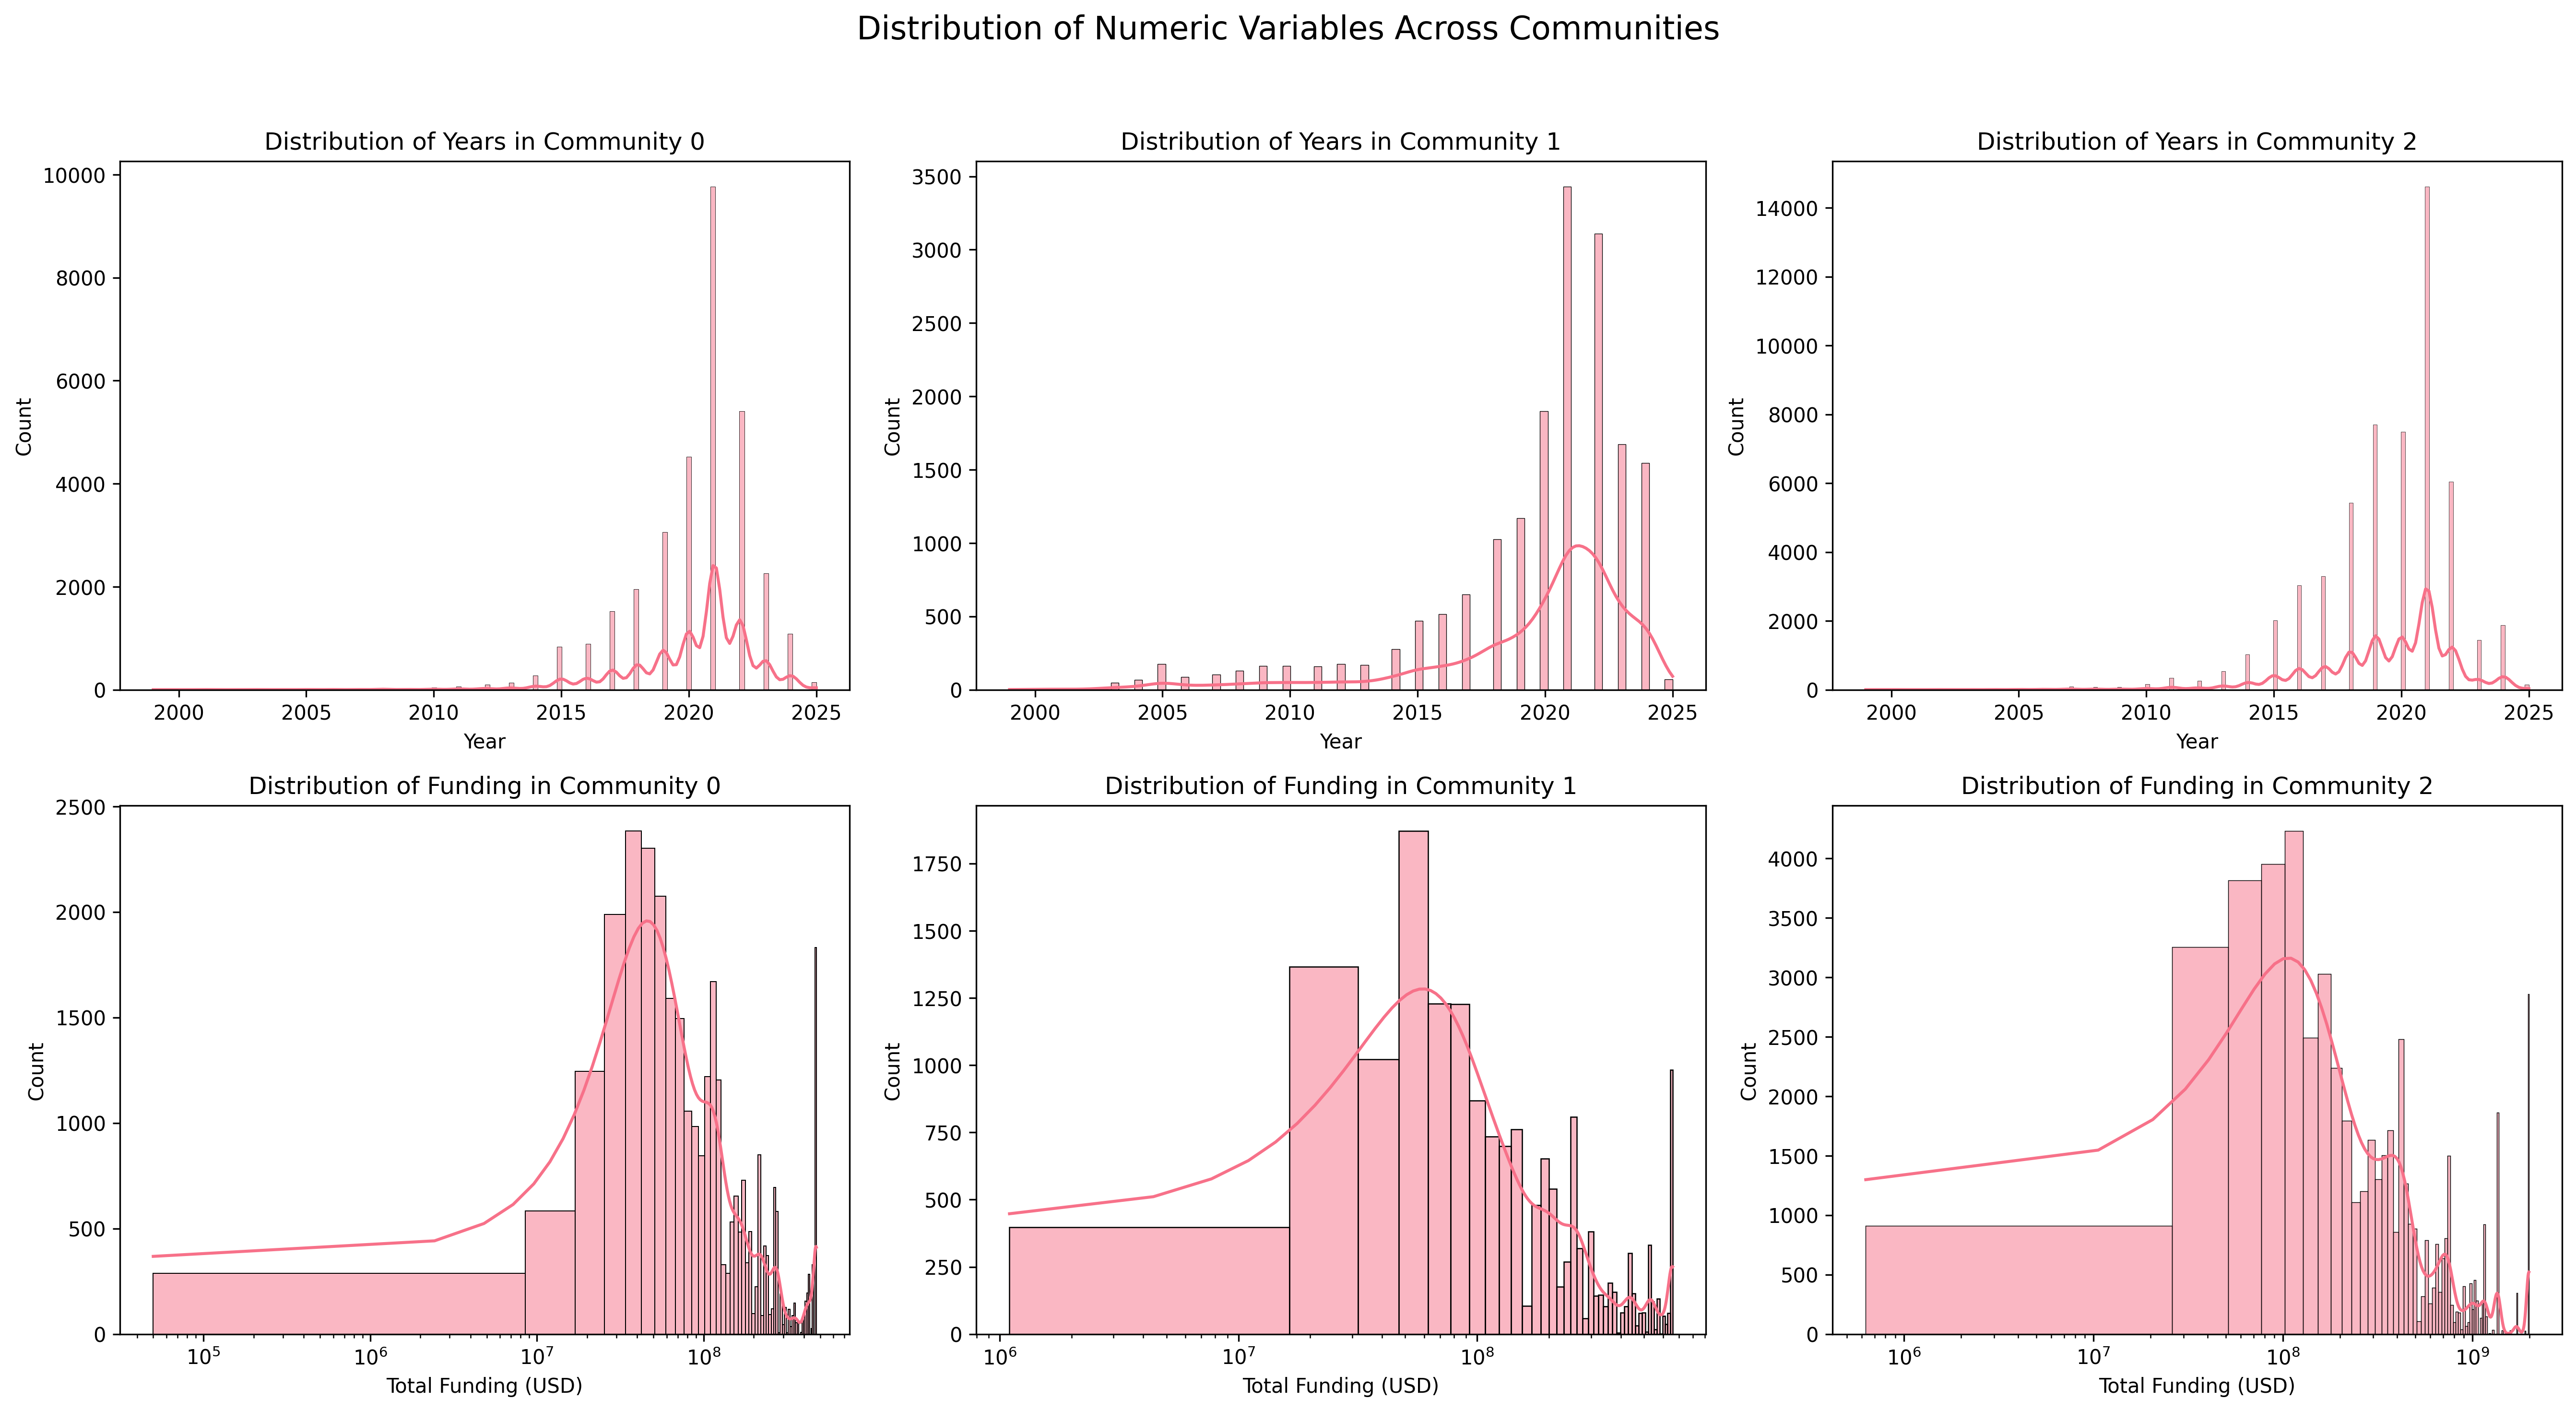 Distribution of Numeric Variables Across Communities
Distribution of Years in Community 0
10000
8000
6000
4000
2000
0
Count
2000 2005 2010 2015 2020 2025
Year
Distribution of Years in Community 1
3500
3000
2500
2000
1500
1000
500
0
Count
2000 2005 2010 2015 2020 2025
Year
Distribution of Years in Community 2
14000
12000
10000
8000
6000
4000
2000
0
Count
2000 2005 2010 2015 2020 2025
Year
Distribution of Funding in Community 0
2500
2000
1500
1000
500
0
Count
10⁵ 10⁶ 10⁷ 10⁸
Total Funding (USD)
Distribution of Funding in Community 1
1750
1500
1250
1000
750
500
250
0
Count
10⁶ 10⁷ 10⁸
Total Funding (USD)
Distribution of Funding in Community 2
4000
3500
3000
2500
2000
1500
1000
500
0
Count
10⁶ 10⁷ 10⁸ 10⁹
Total Funding (USD)